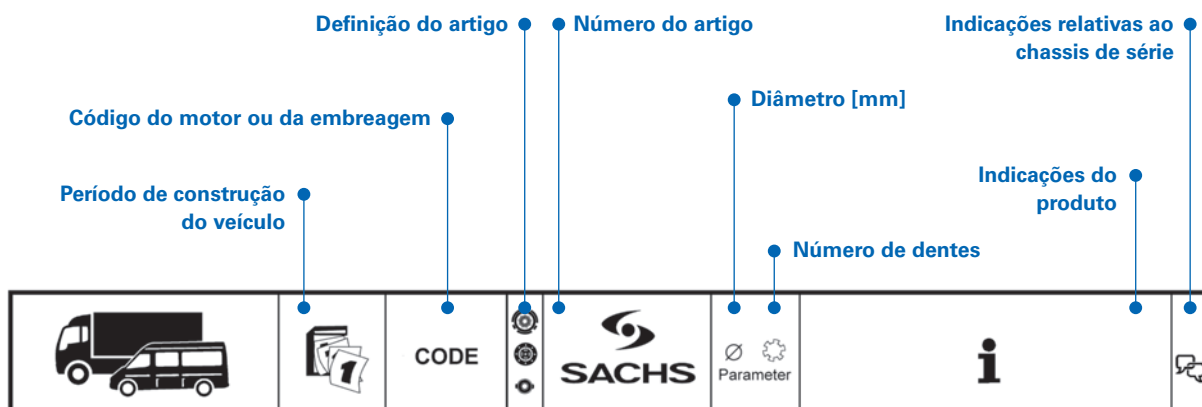 Definição do artigo
Número do artigo
Indicações relativas ao
chassis de série
Diâmetro [mm]
Código do motor ou da embreagem
Indicações do
produto
Período de construção
do veículo
Número de dentes
1
CODE
SACHS
Ø
Parameter
i